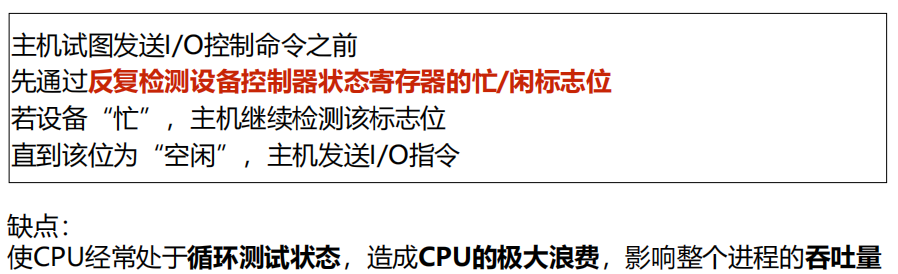 主机试图发送I/O控制命令之前
先通过反复检测设备控制器状态寄存器的忙/闲标志位
若设备“忙”，主机继续检测该标志位
直到该位为“空闲”，主机发送I/O指令
缺点：
使CPU经常处于循环测试状态，造成CPU的极大浪费，影响整个进程的吞吐量